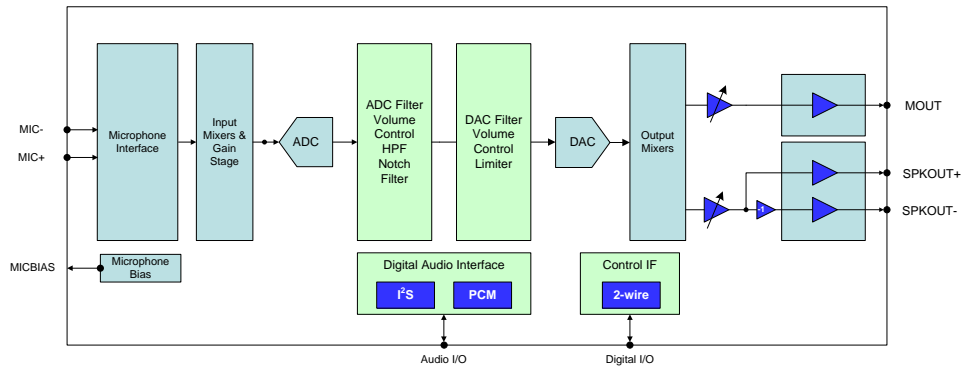 MIC-
MIC+
MICBIAS
Microphone
Interface
Microphone
Bias
Input
Mixers &
Gain
Stage
ADC
ADC Filter
Volume
Control
HPF
Notch
Filter
DAC Filter
Volume
Control
Limiter
DAC
Output
Mixers
-1
MOUT
SPKOUT+
SPKOUT-
Digital Audio Interface
I²S
PCM
Control IF
2-wire
Audio I/O
Digital I/O